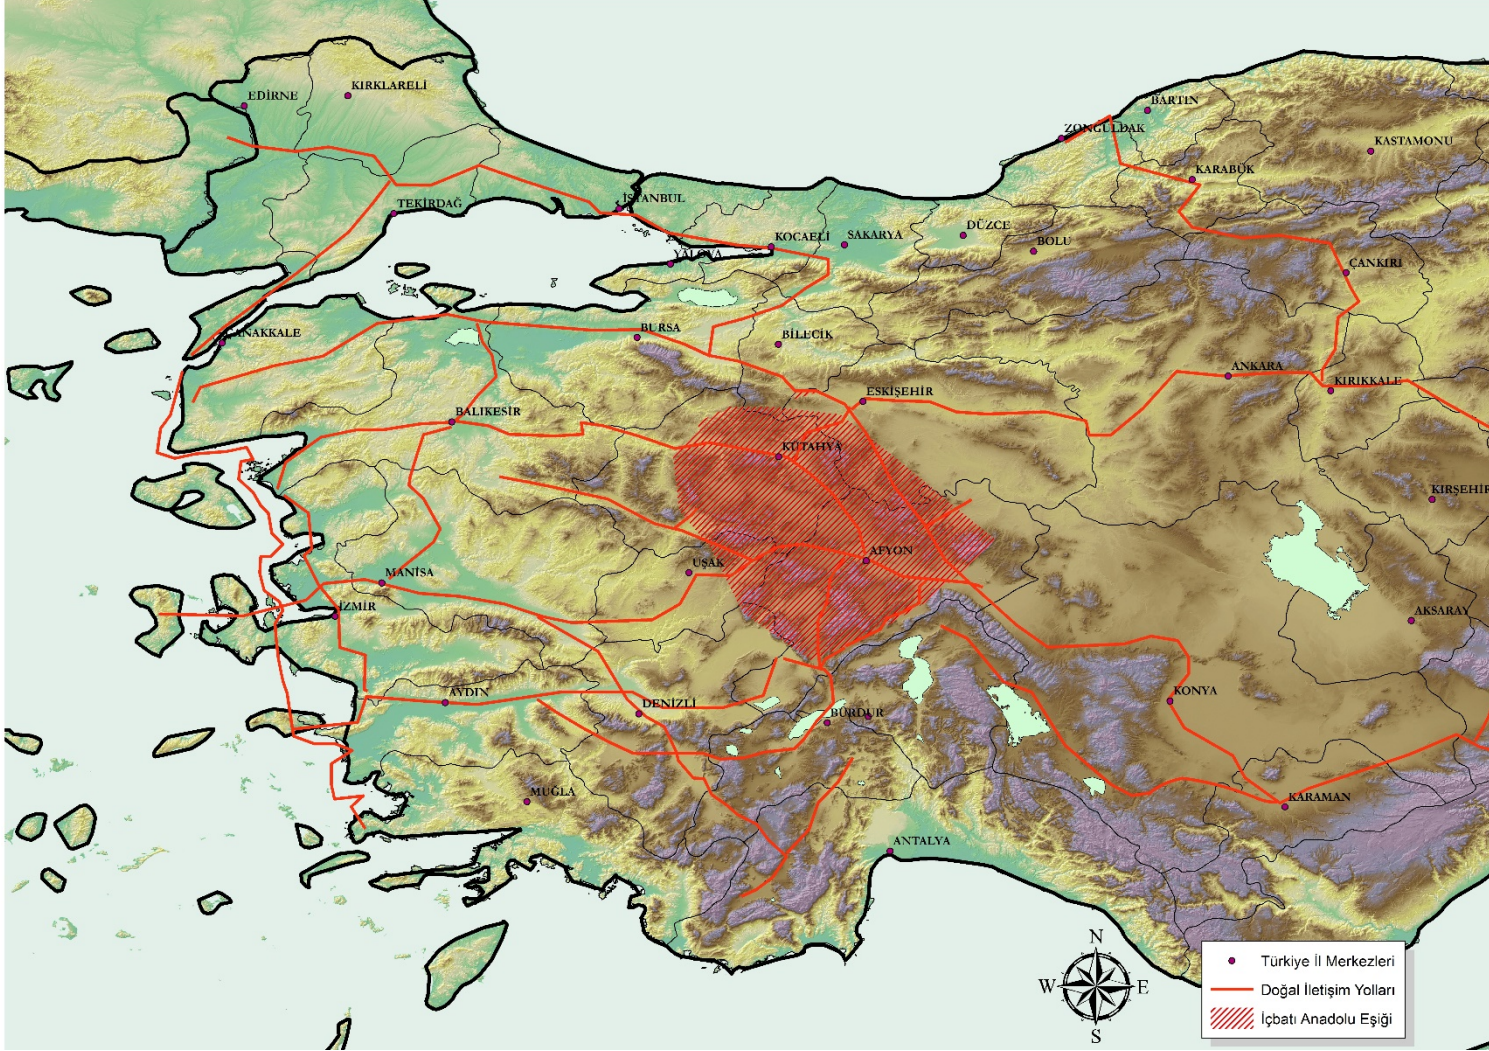 KIRKLARELİ
EDİRNE
BARTIN
ZONGULDAK
KASTAMONU
KARABÜK
İSTANBUL
TEKİRDAĞ
DÜZCE
KOCAELİ
SAKARYA
BOLU
YALOVA
ÇANKIRI
ÇANAKKALE
BURSA
BİLECİK
ANKARA
KIRIKKALE
ESKİŞEHİR
BALIKESİR
KÜTAHYA
KIRŞEHİR
AFYON
UŞAK
MANİSA
İZMİR
AKSARAY
AYDIN
KONYA
DENİZLİ
BURDUR
MUĞLA
KARAMAN
ANTALYA
N
W
E
S
Türkiye İl Merkezleri
Doğal İletişim Yolları
İçbatı Anadolu Eşiği